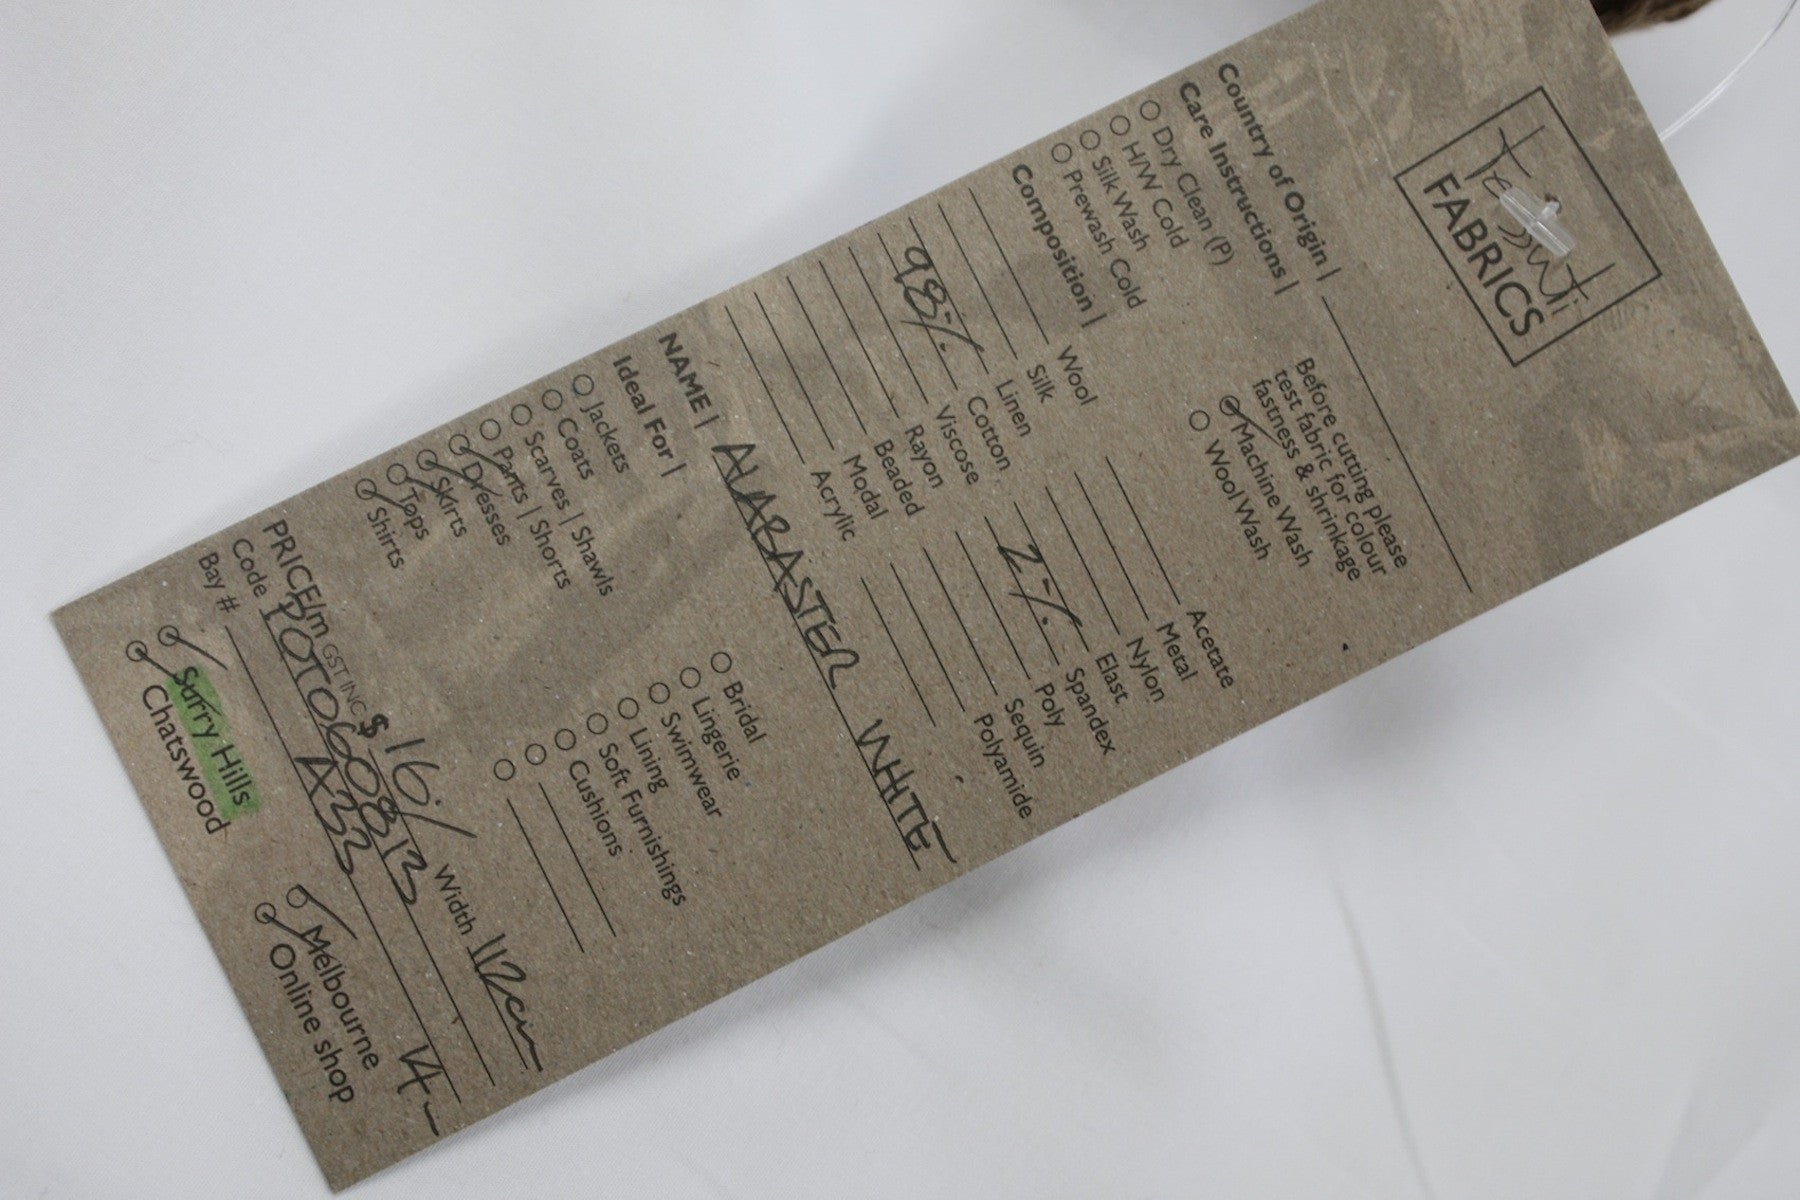 Tessuti
FABRICS
Country of Origin |
Care Instructions |
Dry Clean (P)
H/W Cold
Silk Wash
Prewash Cold
Before cutting please
test fabric for colour
fastness & shrinkage
Machine Wash
Wool Wash
Composition |
Wool
Silk
Linen
98% Cotton
Viscose
Rayon
Beaded
Modal
Acrylic
Acetate
Metal
Nylon
Elast
2% Spandex
Poly
Sequin
Polyamide
NAME | ALABASTER WHITE
Ideal For |
Jackets
Coats
Scarves | Shawls
Pants | Shorts
Dresses
Skirts
Tops
Shirts
Bridal
Lingerie
Swimwear
Lining
Soft Furnishings
Cushions
PRICE/m GST INC $ 16/ Width 112cm
Code
Bay # A33 14-
Surry Hills
Chatswood
Melbourne
Online shop